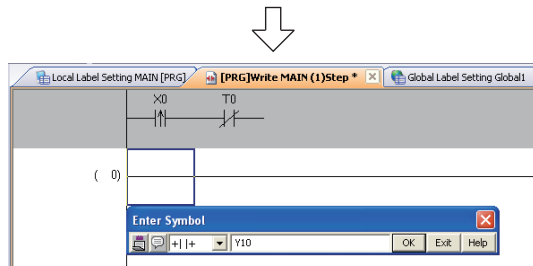 Local Label Setting MAIN [PRG] [PRG]Write MAIN (1)Step * Global Label Setting Global1
X0 T0
( 0)
Enter Symbol
Y10 OK Exit Help